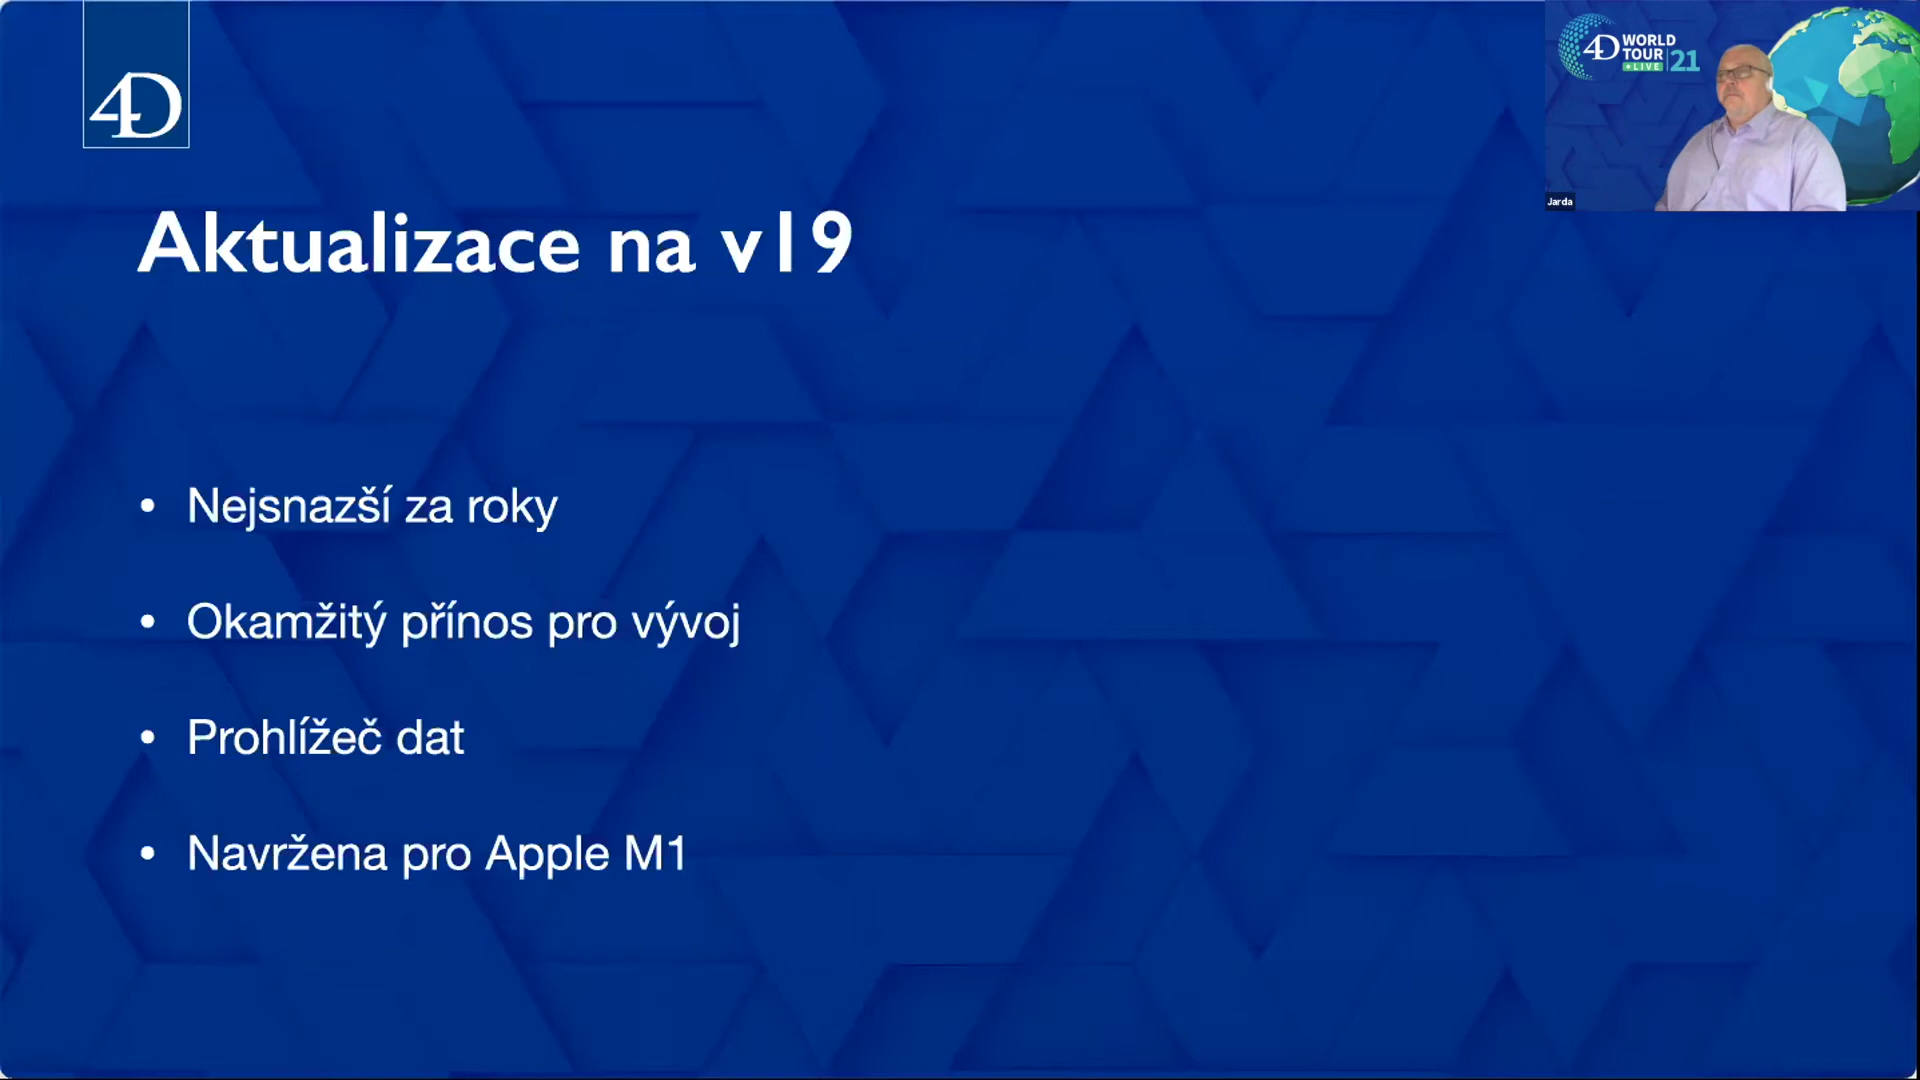 4D
4D WORLD
TOUR
• LIVE 21
Jarda
Aktualizace na v19
• Nejsnazší za roky
• Okamžitý přínos pro vývoj
• Prohlížeč dat
• Navržena pro Apple M1